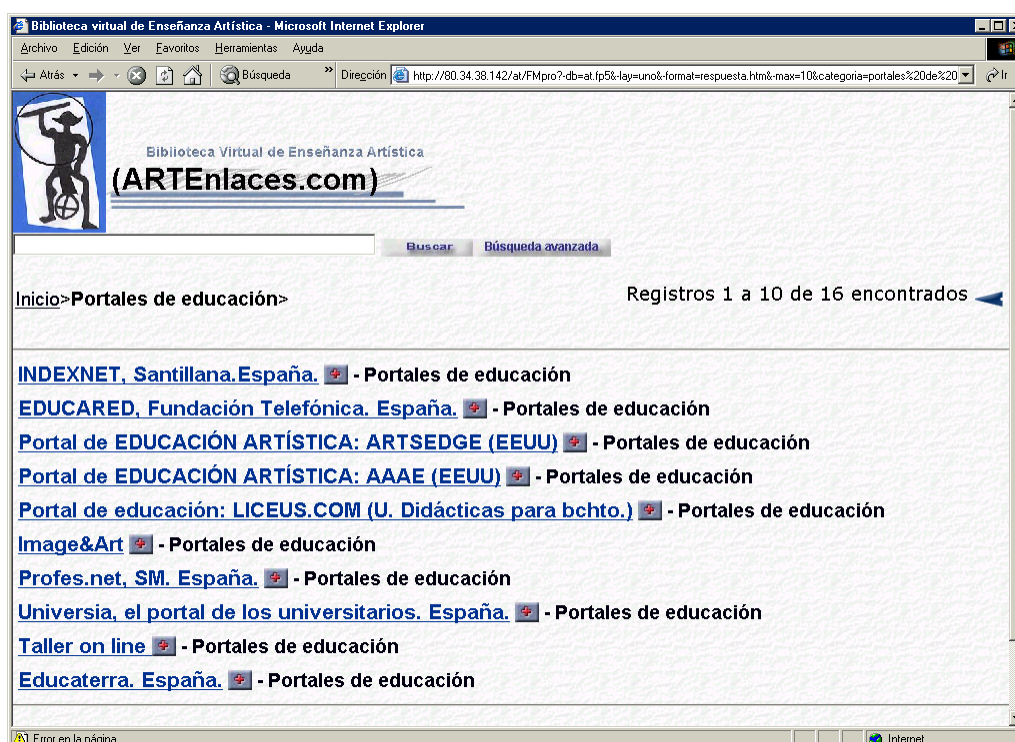 Biblioteca virtual de Enseñanza Artística - Microsoft Internet Explorer
Archivo Edición Ver Favoritos Herramientas Ayuda
Atrás Búsqueda » Dirección http://80.34.38.142/at/FMpro?-db=at.fp5&-lay=uno&-format=respuesta.htm&-max=10&categoria=portales%20de%20 Ir
Biblioteca Virtual de Enseñanza Artística
(ARTEnlaces.com)
Buscar Búsqueda avanzada
Inicio>Portales de educación> Registros 1 a 10 de 16 encontrados
INDEXNET, Santillana.España. - Portales de educación
EDUCARED, Fundación Telefónica. España. - Portales de educación
Portal de EDUCACIÓN ARTÍSTICA: ARTSEDGE (EEUU) - Portales de educación
Portal de EDUCACIÓN ARTÍSTICA: AAAE (EEUU) - Portales de educación
Portal de educación: LICEUS.COM (U. Didácticas para bchto.) - Portales de educación
Image&Art - Portales de educación
Profes.net, SM. España. - Portales de educación
Universia, el portal de los universitarios. España. - Portales de educación
Taller on line - Portales de educación
Educaterra. España. - Portales de educación
Error en la página. Internet